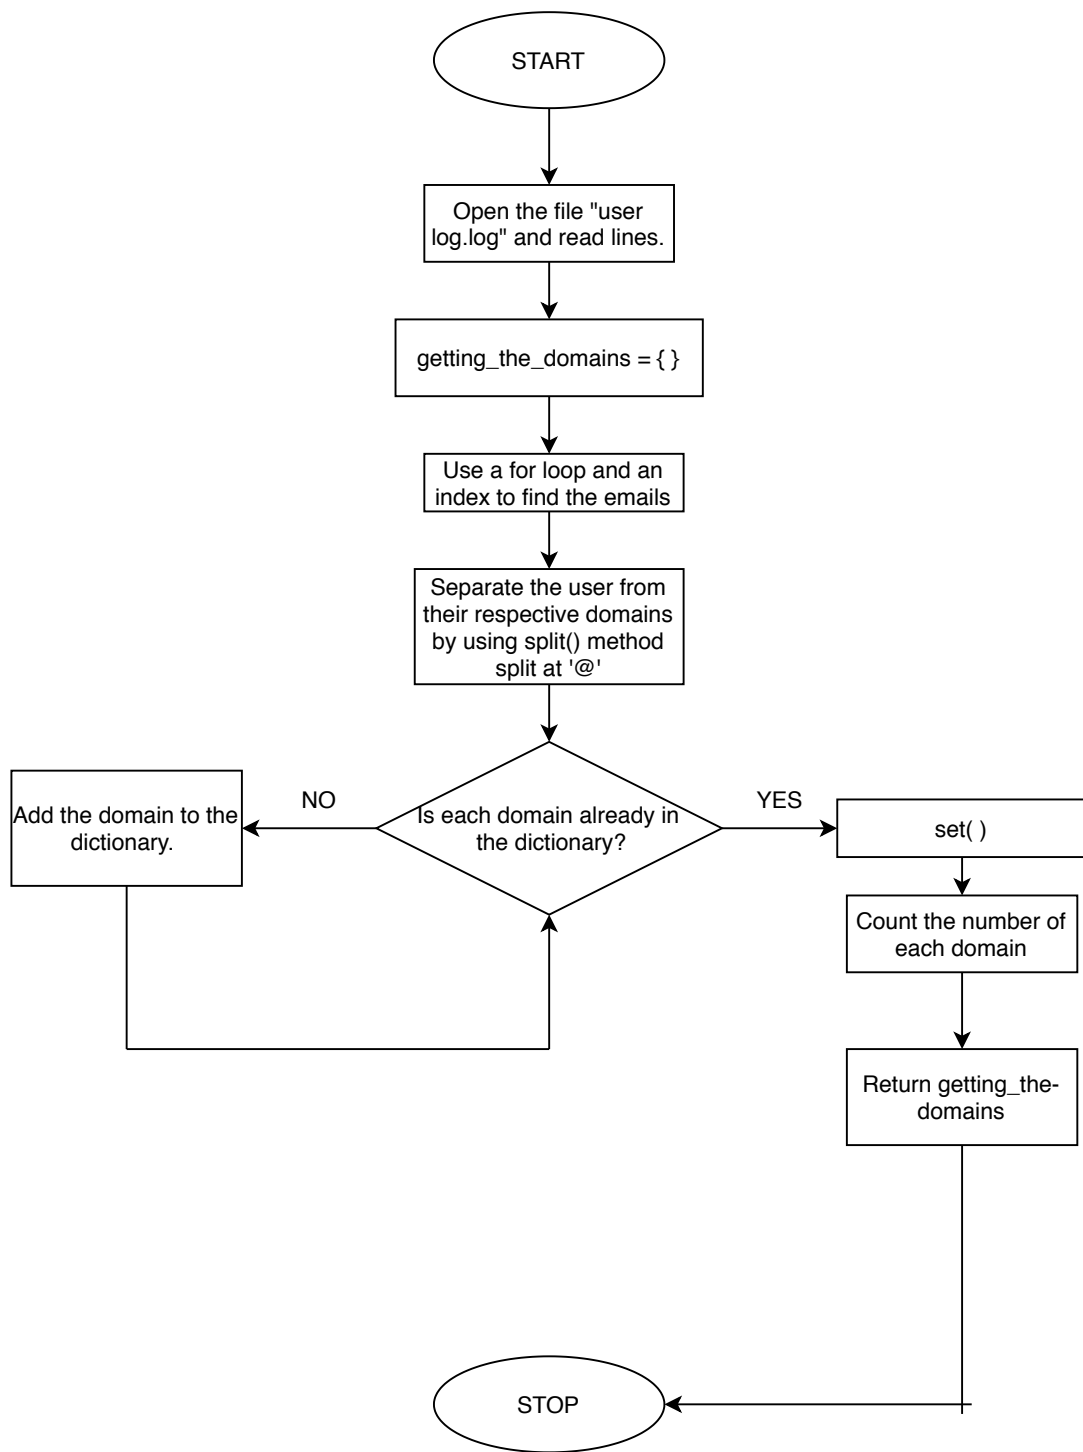 START
Open the file "user
log.log" and read lines.
getting_the_domains = { }
Use a for loop and an
index to find the emails
Separate the user from
their respective domains
by using split() method
split at '@'
NO
Is each domain already in
the dictionary?
YES
Add the domain to the
dictionary.
set( )
Count the number of
each domain
Return getting_the-
domains
STOP